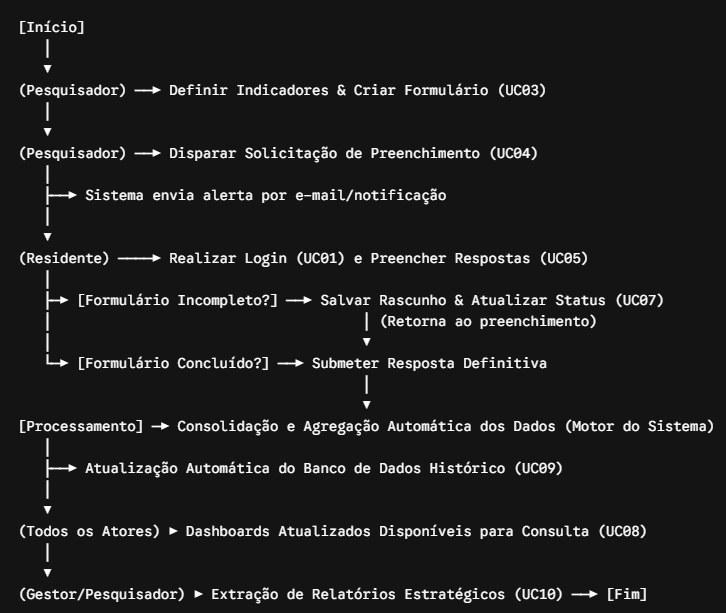 [Início]
(Pesquisador) ──► Definir Indicadores & Criar Formulário (UC03)
(Pesquisador) ──► Disparar Solicitação de Preenchimento (UC04)
Sistema envia alerta por e-mail/notificação
(Residente) ───► Realizar Login (UC01) e Preencher Respostas (UC05)
[Formulário Incompleto?] ──► Salvar Rascunho & Atualizar Status (UC07)
(Retorna ao preenchimento)
[Formulário Concluído?] ──► Submeter Resposta Definitiva
[Processamento] ─► Consolidação e Agregação Automática dos Dados (Motor do Sistema)
Atualização Automática do Banco de Dados Histórico (UC09)
(Todos os Atores) ► Dashboards Atualizados Disponíveis para Consulta (UC08)
(Gestor/Pesquisador) ► Extração de Relatórios Estratégicos (UC10) ──► [Fim]